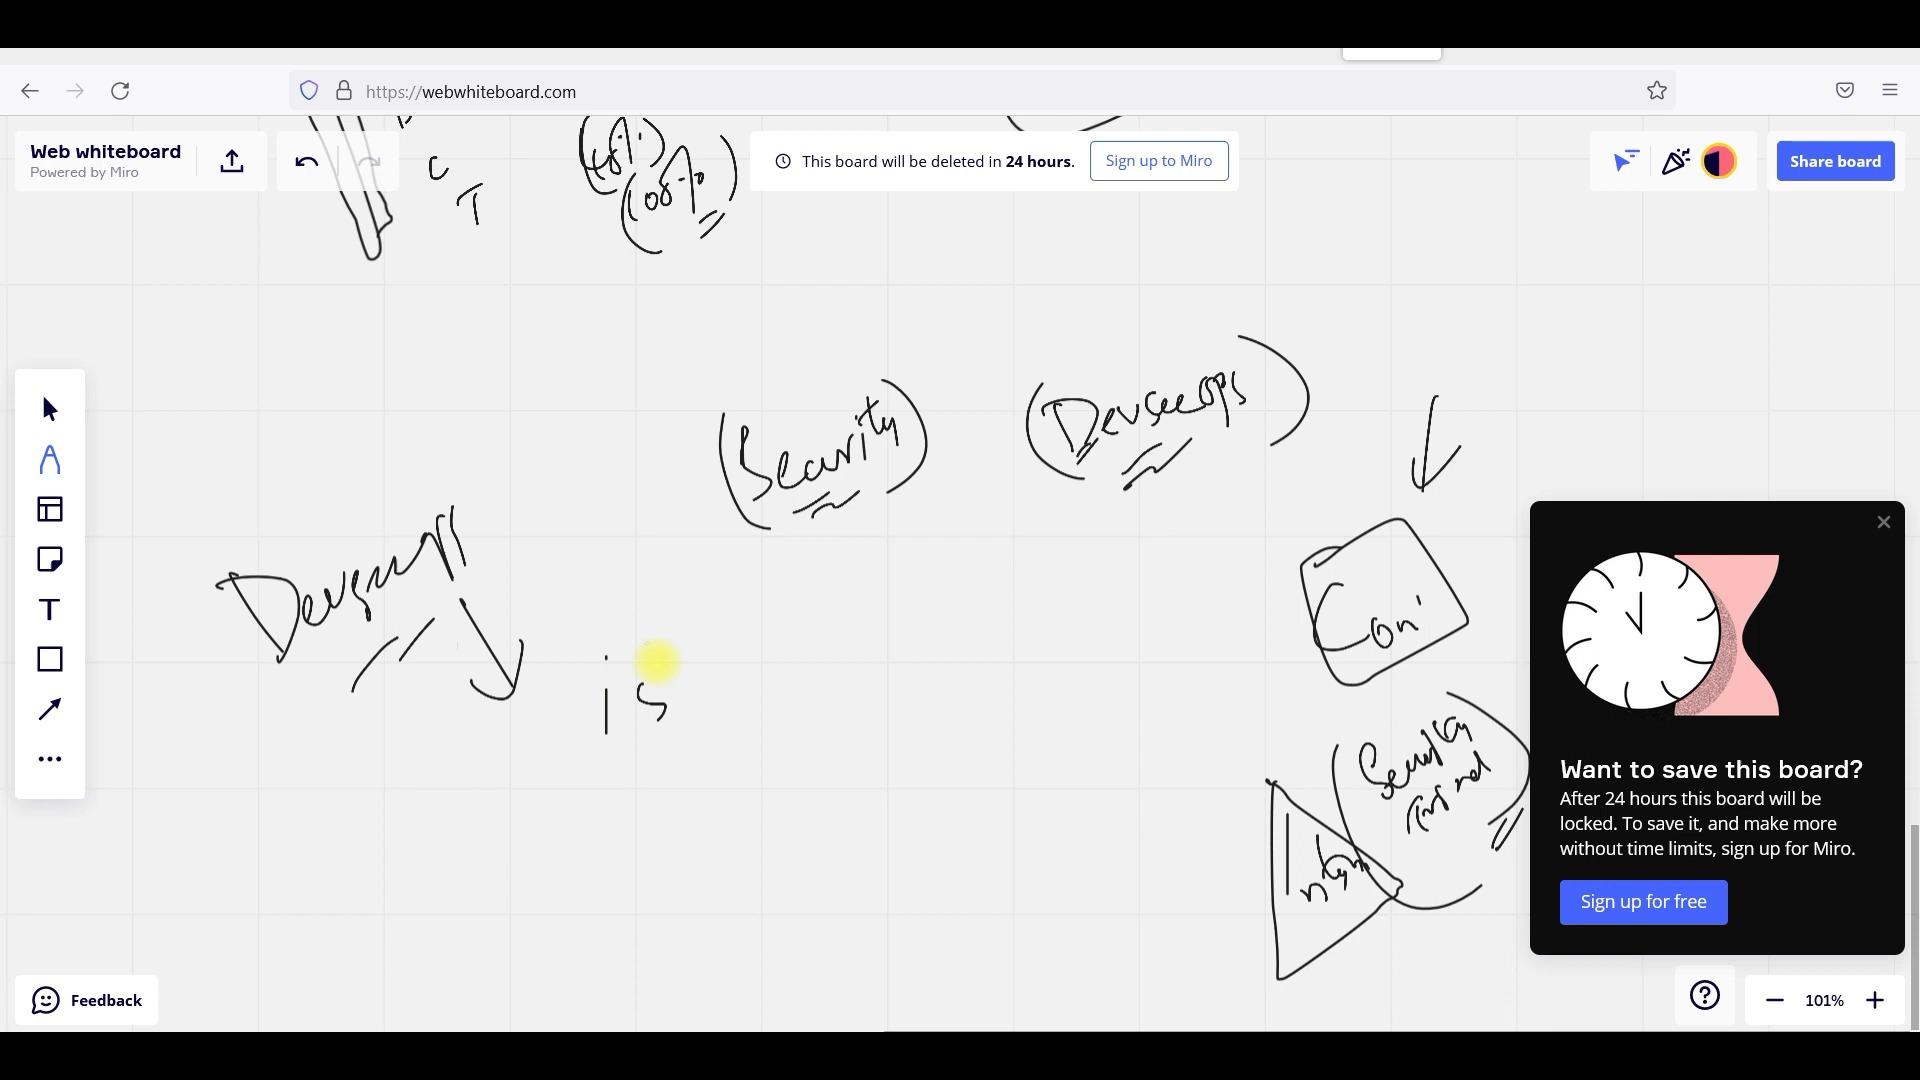 https://webwhiteboard.com
Web whiteboard
Powered by Miro
This board will be deleted in 24 hours. Sign up to Miro
Share board
C
T
(100%)
(Security)
(Devsecops)
is
Con
Want to save this board?
After 24 hours this board will be
locked. To save it, and make more
without time limits, sign up for Miro.
Sign up for free
T
Feedback
101%